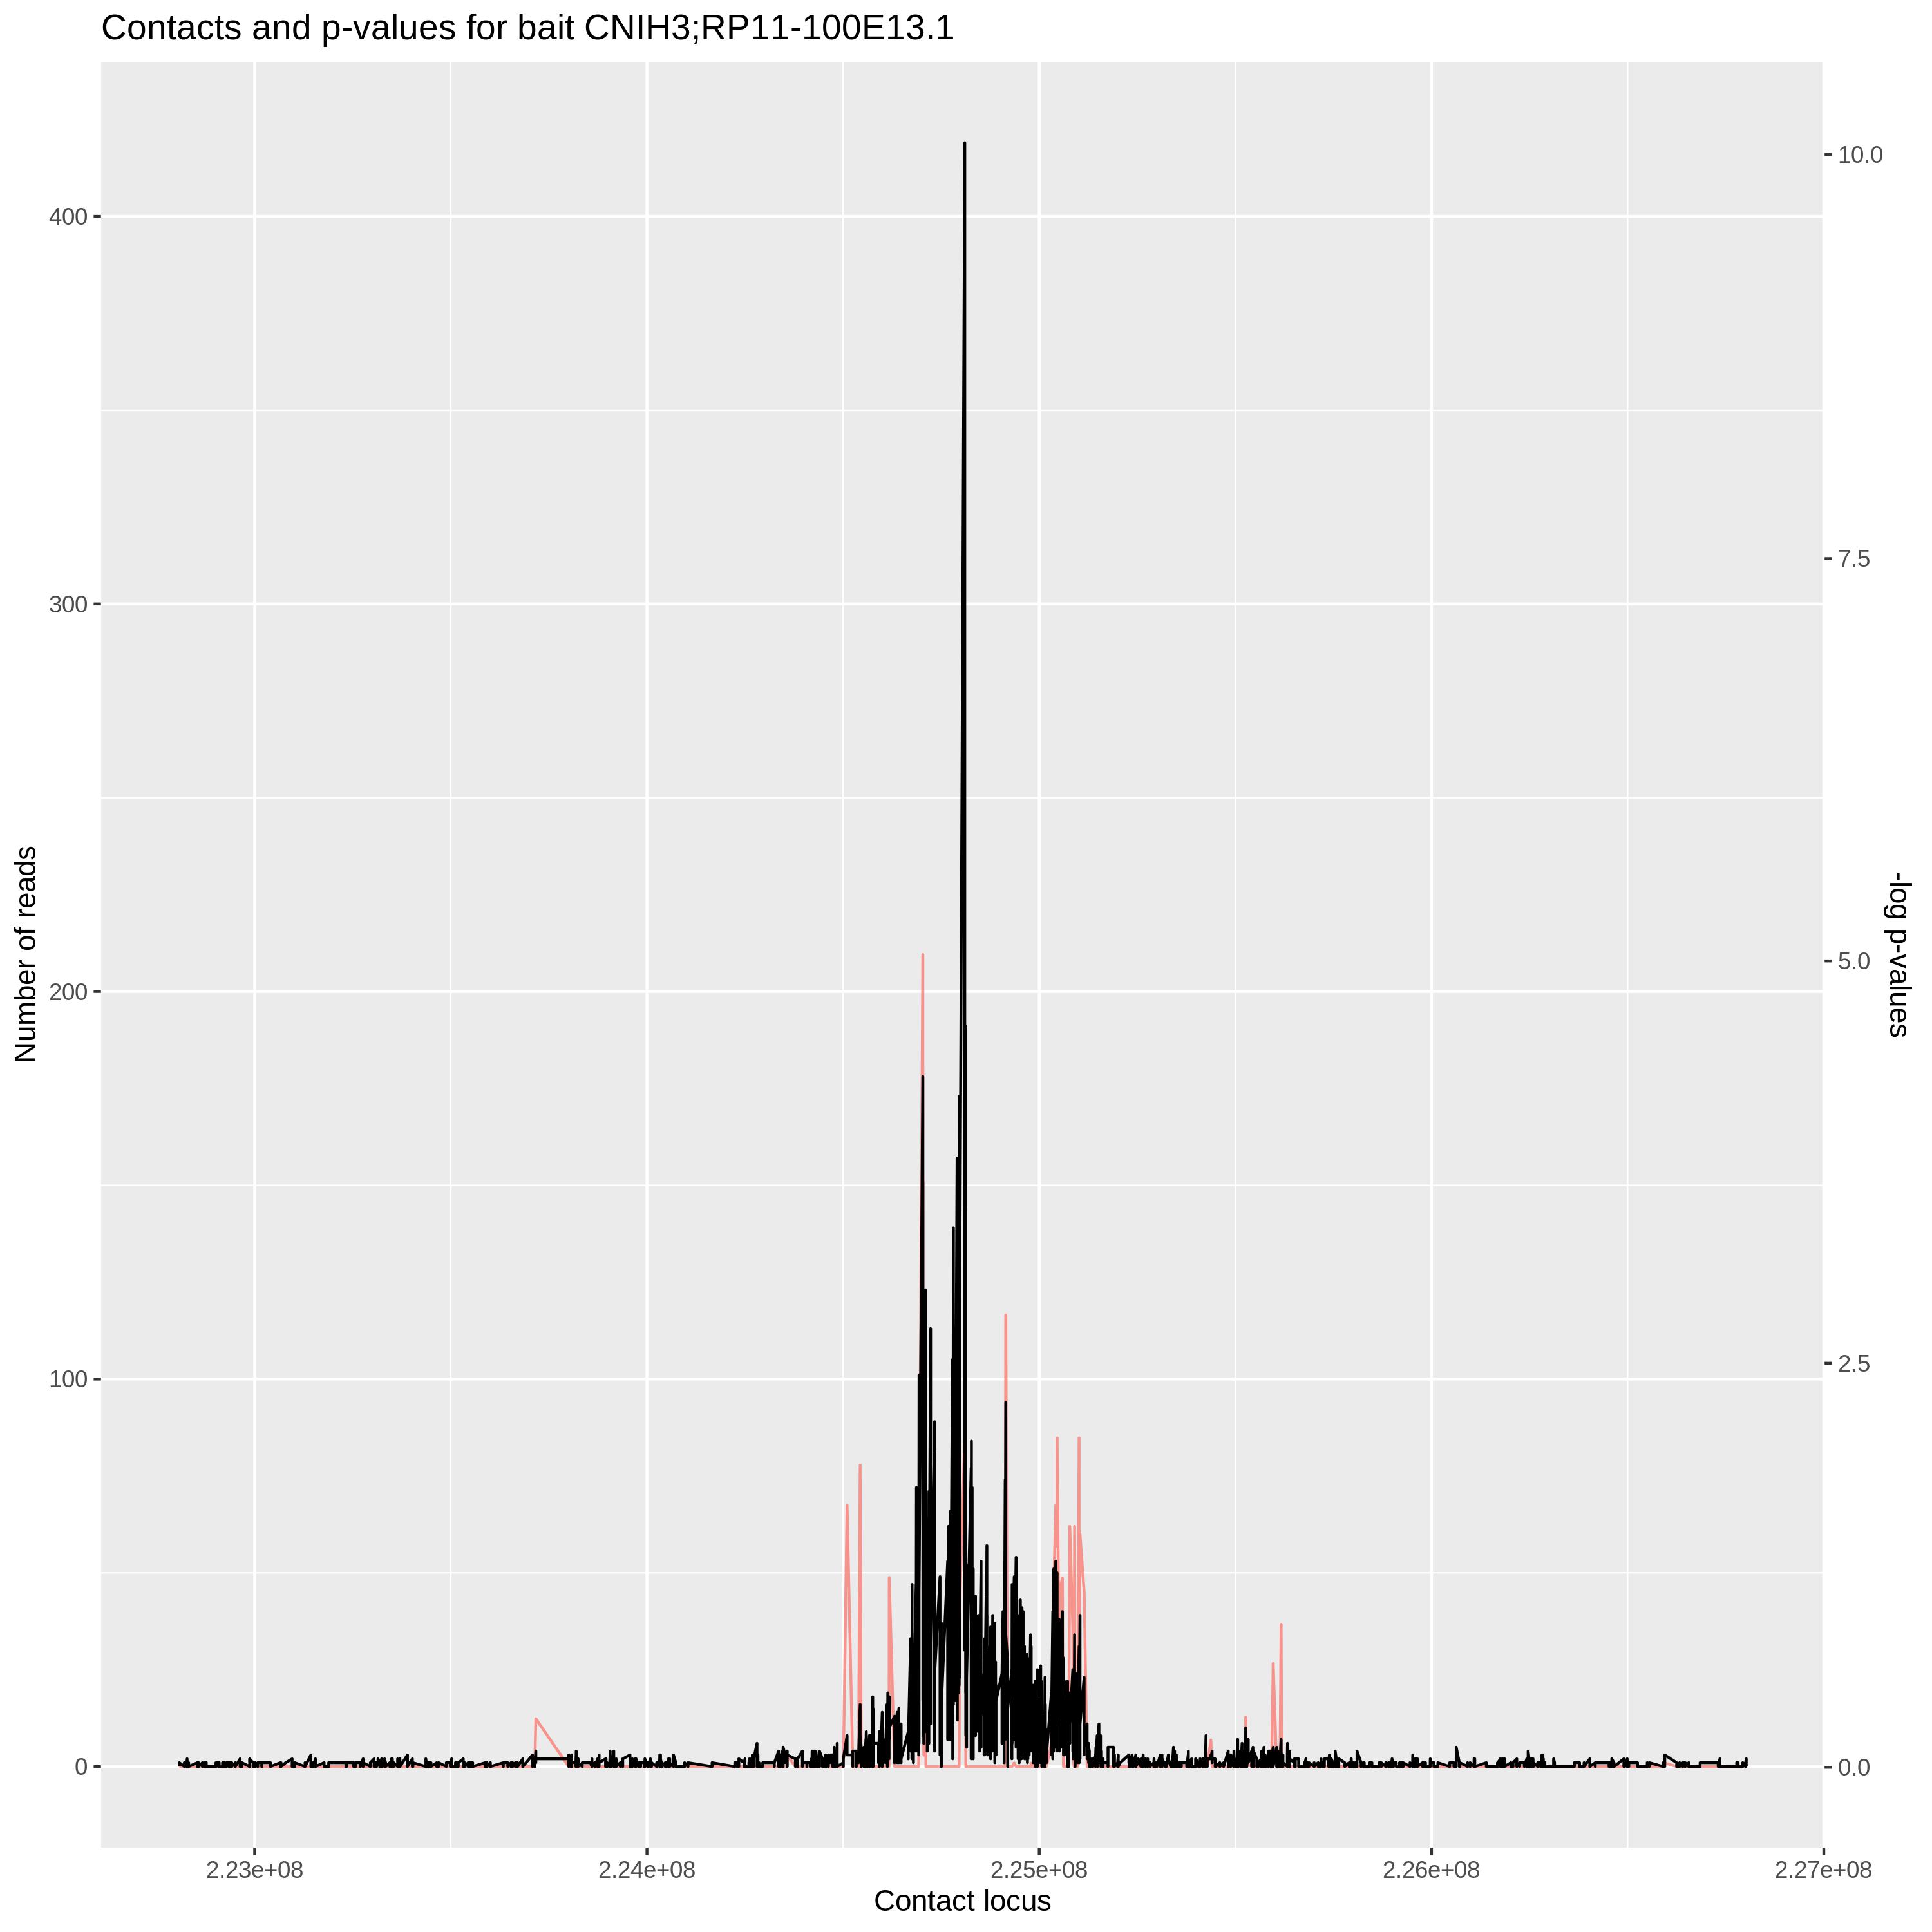 Contacts and p-values for bait CNIH3;RP11-100E13.1
Number of reads
400
300
200
100
0
10.0
7.5
5.0
2.5
0.0
-log p-values
2.23e+08
2.24e+08
2.25e+08
2.26e+08
2.27e+08
Contact locus